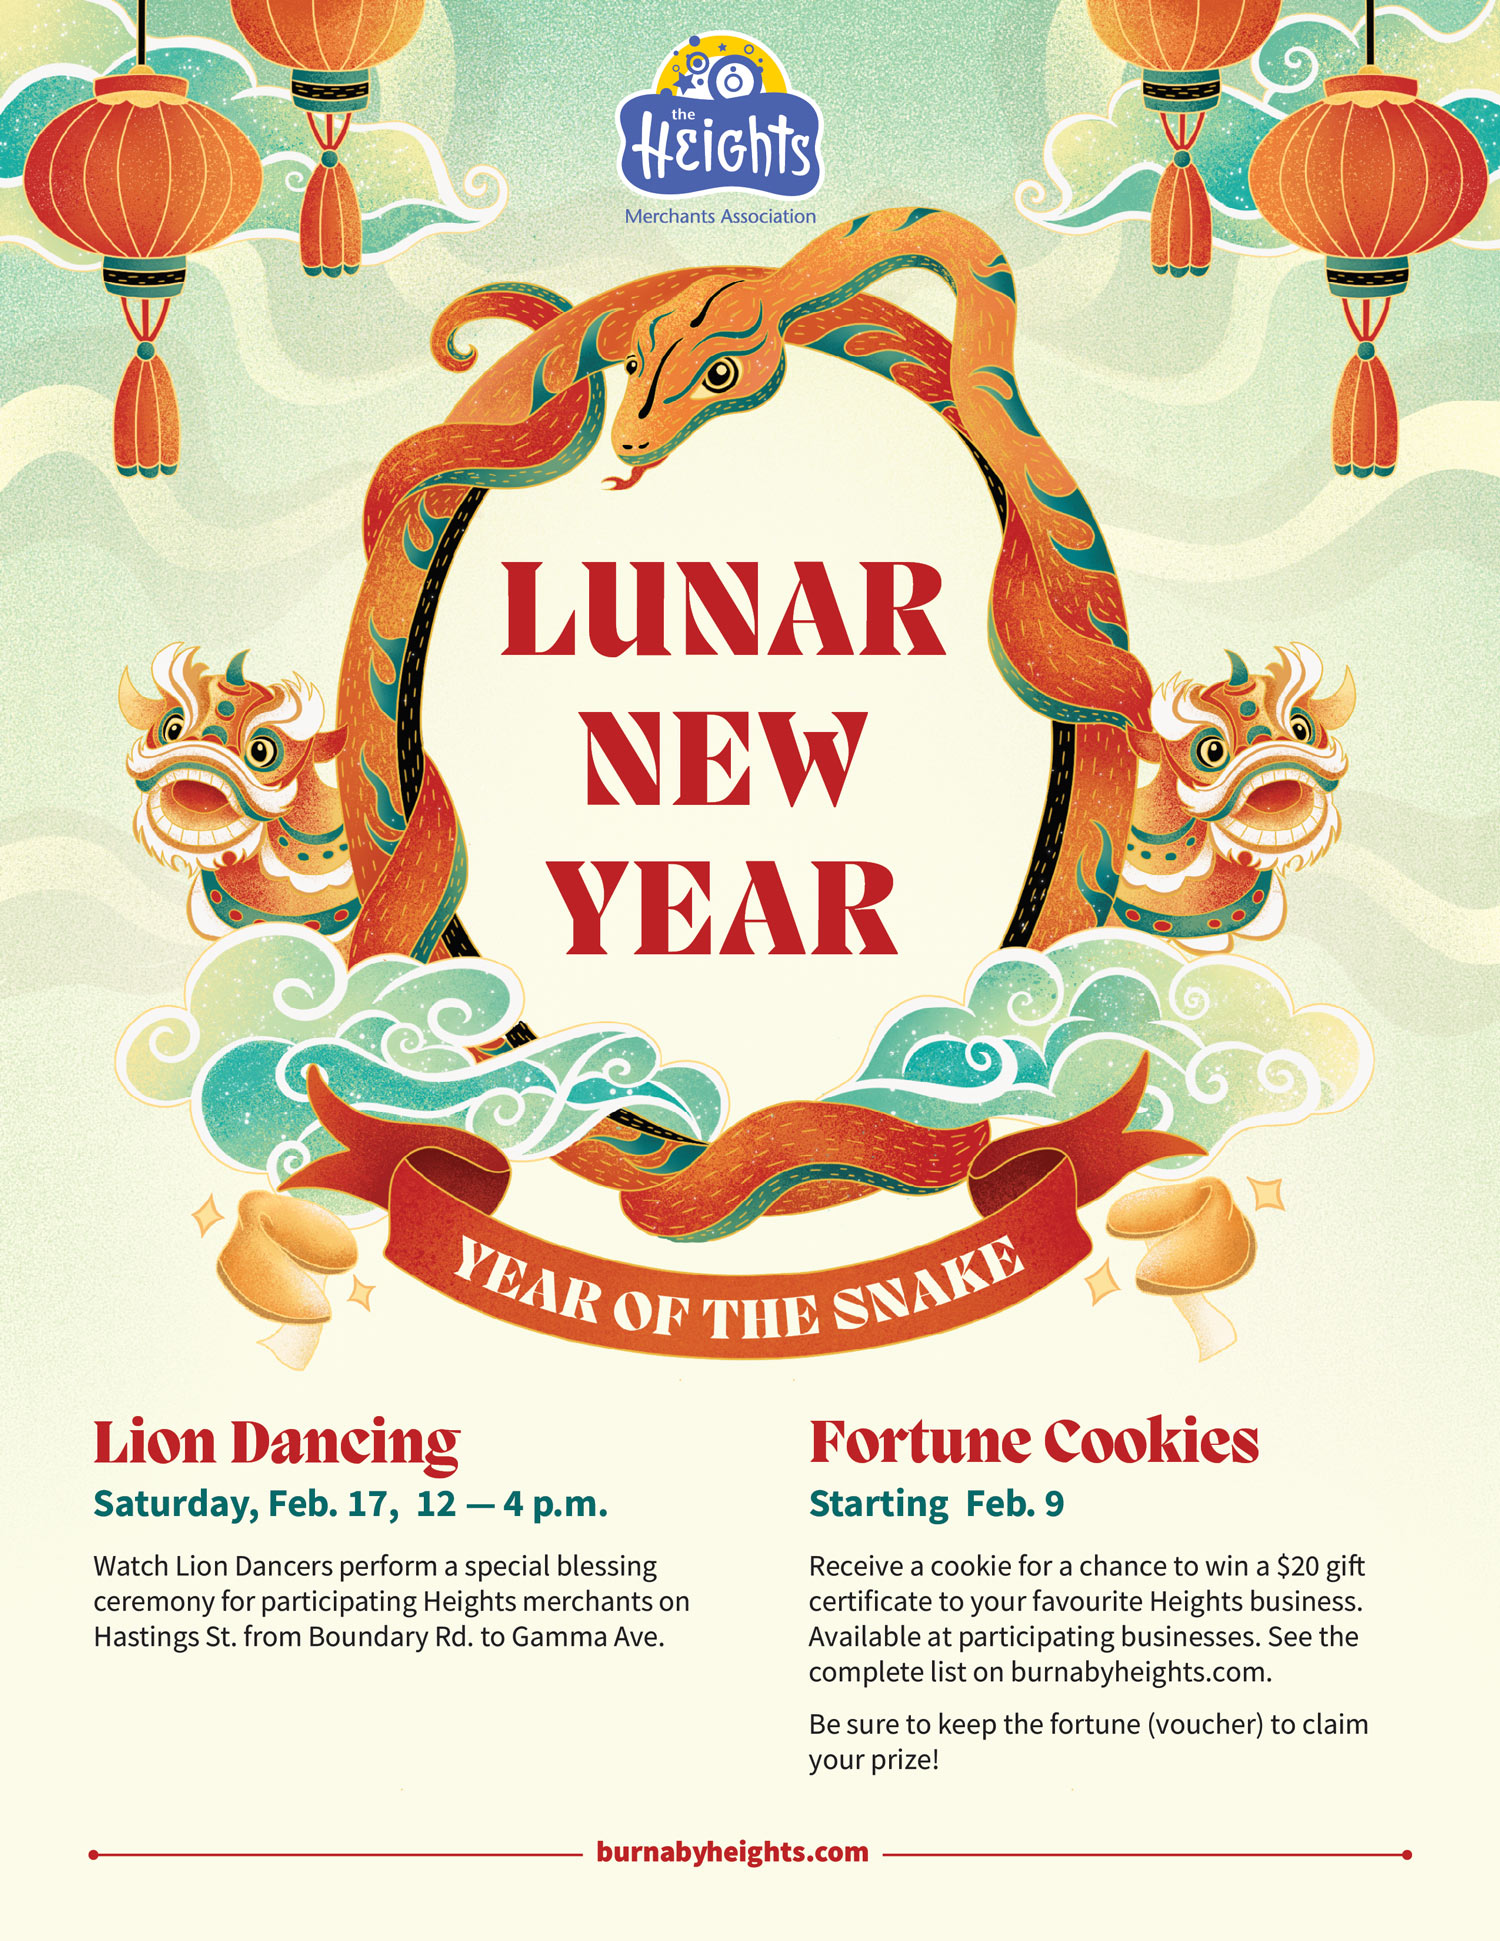 the
Heights
Merchants Association
LUNAR
NEW
YEAR
YEAR OF THE SNAKE
Lion Dancing
Saturday, Feb. 17, 12 — 4 p.m.
Watch Lion Dancers perform a special blessing
ceremony for participating Heights merchants on
Hastings St. from Boundary Rd. to Gamma Ave.
Fortune Cookies
Starting Feb. 9
Receive a cookie for a chance to win a $20 gift
certificate to your favourite Heights business.
Available at participating businesses. See the
complete list on burnabyheights.com.
Be sure to keep the fortune (voucher) to claim
your prize!
burnabyheights.com